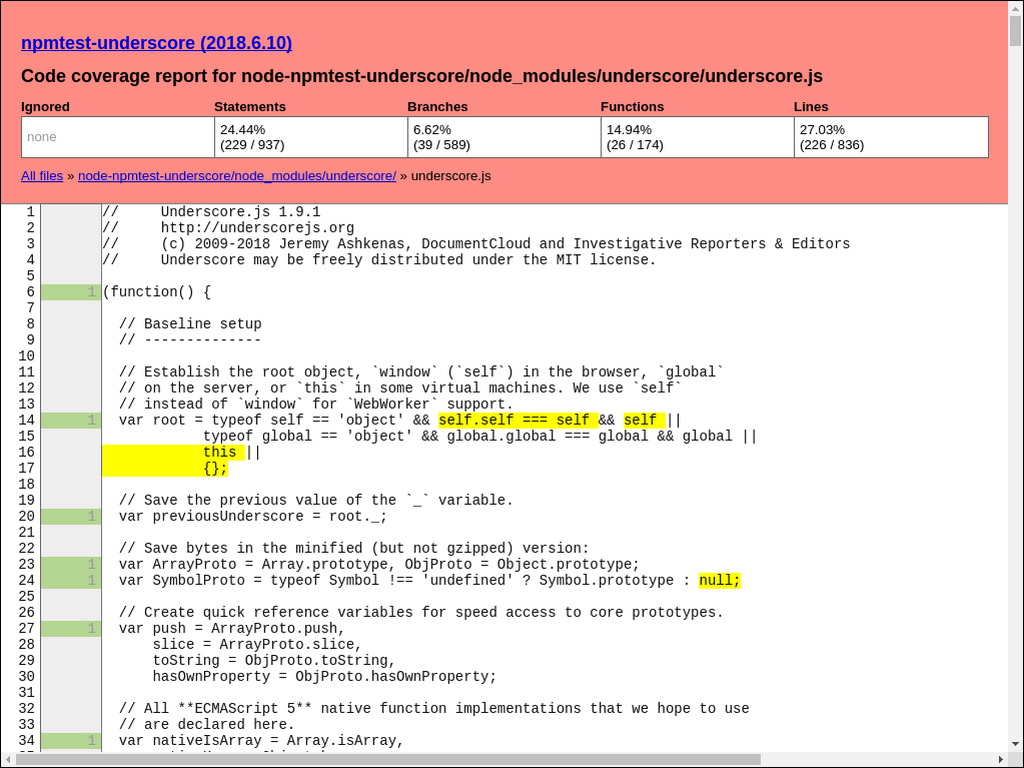 npmtest-underscore (2018.6.10)
Code coverage report for node-npmtest-underscore/node_modules/underscore/underscore.js
Ignored Statements Branches Functions Lines
none 24.44% 6.62% 14.94% 27.03%
(229 / 937) (39 / 589) (26 / 174) (226 / 836)
All files » node-npmtest-underscore/node_modules/underscore/ » underscore.js
1 //     Underscore.js 1.9.1
2 //     http://underscorejs.org
3 //     (c) 2009-2018 Jeremy Ashkenas, DocumentCloud and Investigative Reporters & Editors
4 //     Underscore may be freely distributed under the MIT license.
5
6 1 (function() {
7
8   // Baseline setup
9   // --------------
10
11   // Establish the root object, `window` (`self`) in the browser, `global`
12   // on the server, or `this` in some virtual machines. We use `self`
13   // instead of `window` for `WebWorker` support.
14 1   var root = typeof self == 'object' && self.self === self && self ||
15             typeof global == 'object' && global.global === global && global ||
16             this ||
17             {};
18
19   // Save the previous value of the `_` variable.
20 1   var previousUnderscore = root._;
21
22   // Save bytes in the minified (but not gzipped) version:
23 1   var ArrayProto = Array.prototype, ObjProto = Object.prototype;
24 1   var SymbolProto = typeof Symbol !== 'undefined' ? Symbol.prototype : null;
25
26   // Create quick reference variables for speed access to core prototypes.
27 1   var push = ArrayProto.push,
28       slice = ArrayProto.slice,
29       toString = ObjProto.toString,
30       hasOwnProperty = ObjProto.hasOwnProperty;
31
32   // All **ECMAScript 5** native function implementations that we hope to use
33   // are declared here.
34 1   var nativeIsArray = Array.isArray,